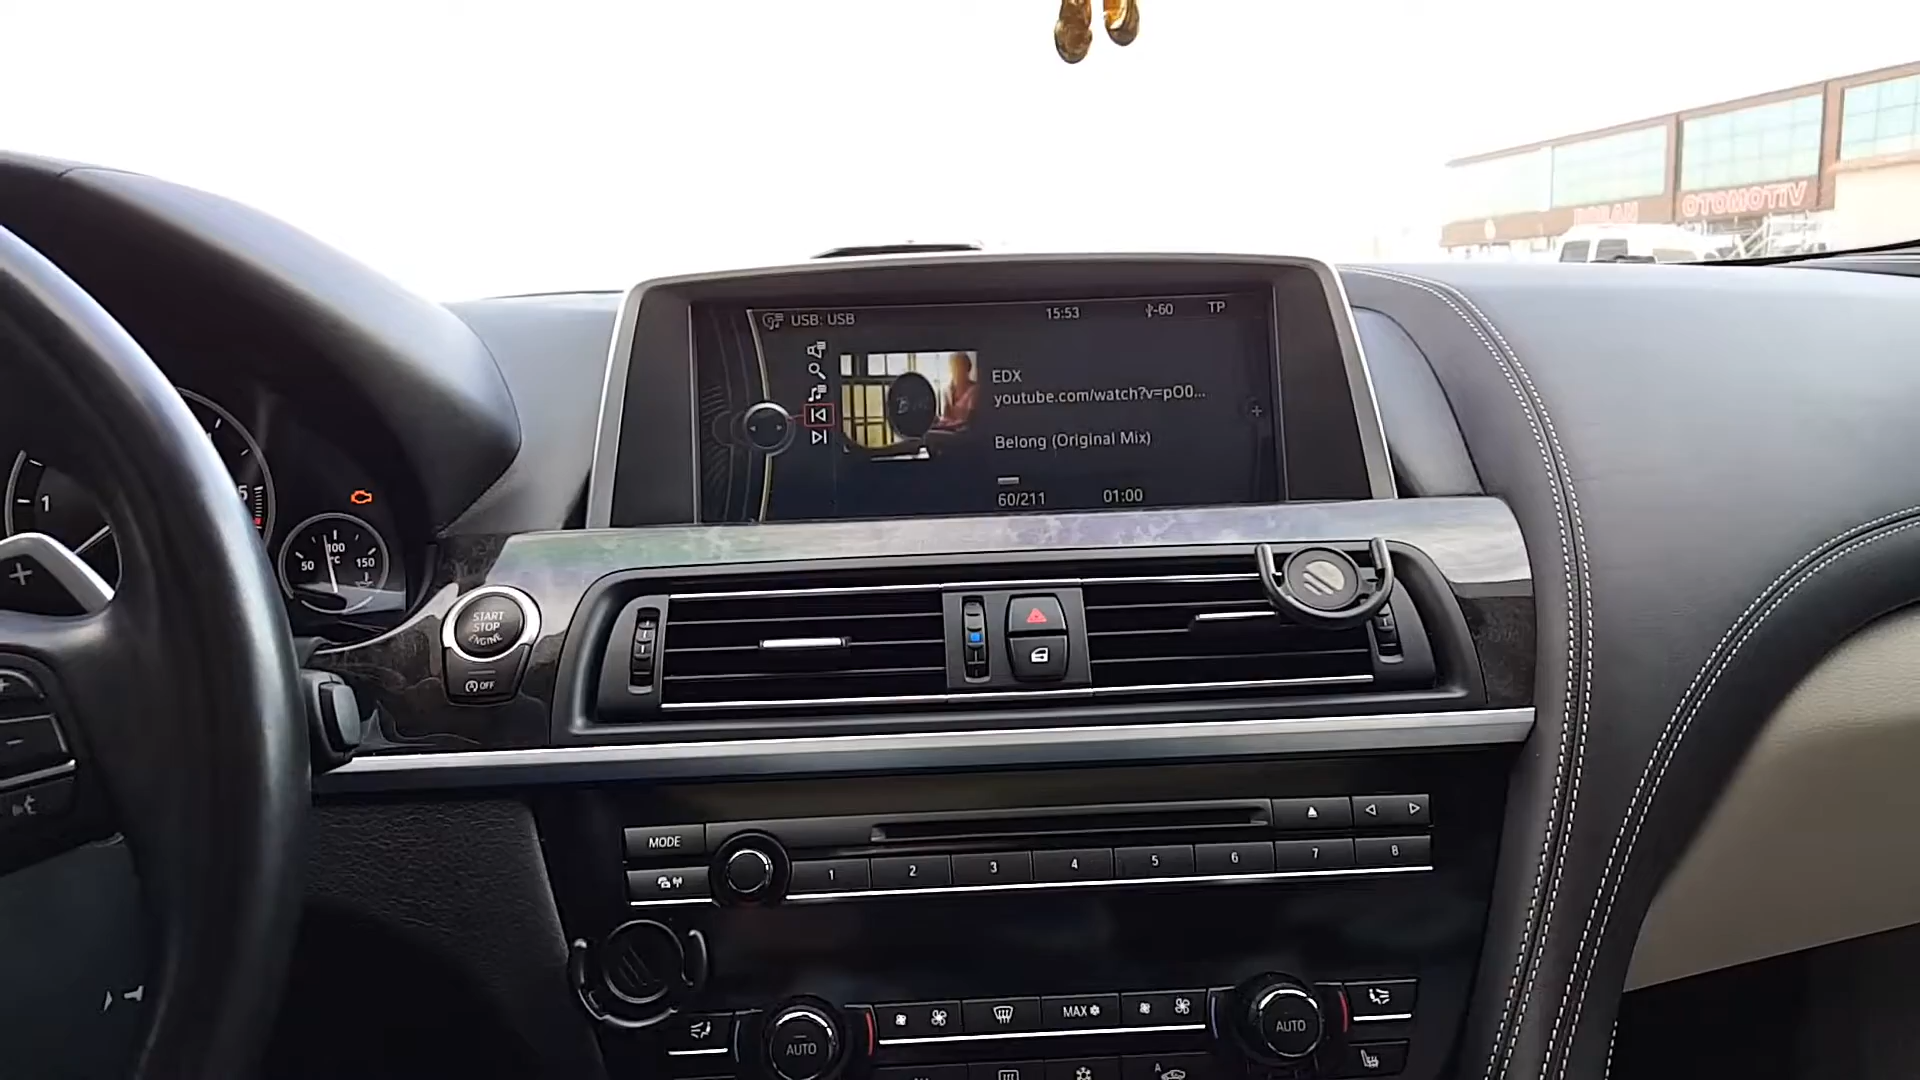 OTOMOTİV
USB: USB
15:53
-60
TP
EDX
youtube.com/watch?v=pO0...
Belong (Original Mix)
60/211
01:00
1
5
50
100
°C
150
+
START
STOP
ENGINE
OFF
-
MODE
1
2
3
4
5
6
7
8
MAX
AUTO
AUTO
A